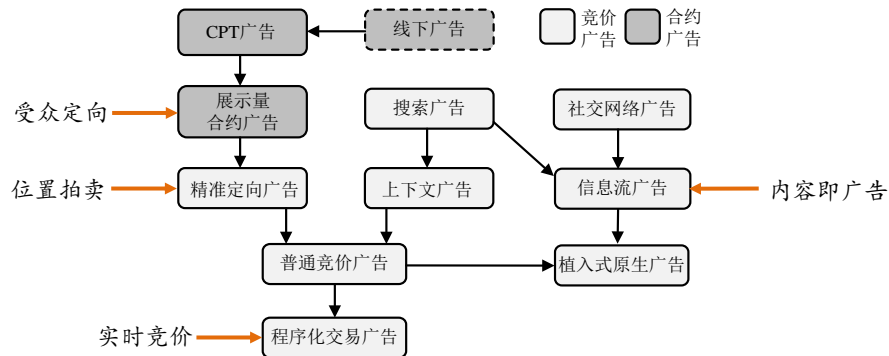 CPT广告
线下广告
竞价
广告
合约
广告
受众定向
展示量
合约广告
搜索广告
社交网络广告
位置拍卖
精准定向广告
上下文广告
信息流广告
内容即广告
普通竞价广告
植入式原生广告
实时竞价
程序化交易广告